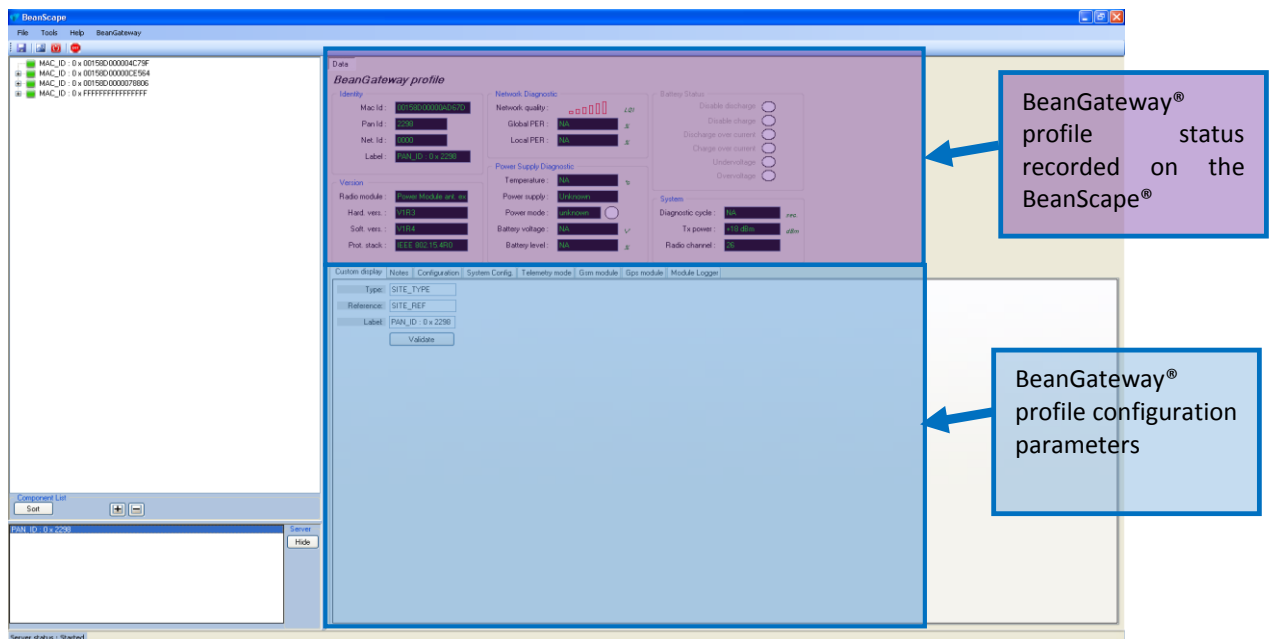 BeanScape
File Tools Help BeanGateway
MAC_ID : 0 x 00158D000004C79F
MAC_ID : 0 x 00158D00000CE564
MAC_ID : 0 x 00158D0000078806
MAC_ID : 0 x FFFFFFFFFFFFFFFF
Component List
Sort
PAN_ID : 0 x 2298
Server
Hide
Server status : Started
Data
BeanGateway profile
Identity
Mac Id : 00158D00000AD67D
Pan Id : 2298
Net. Id : 0000
Label : PAN_ID : 0 x 2298
Version
Radio module : Power Module ant. ex
Hard. vers. : V1R3
Soft. vers. : V1R4
Prot. stack : IEEE 802.15.4R0
Network Diagnostic
Network quality : LQI
Global PER : NA %
Local PER : NA %
Power Supply Diagnostic
Temperature : NA
Power supply : Unknown
Power mode : unknown
Battery voltage : NA V
Battery level : NA %
Battery Status
Disable discharge
Disable charge
Discharge over current
Charge over current
Undervoltage
Overvoltage
System
Diagnostic cycle : NA
Tx power : +18 dBm dBm
Radio channel : 26
Custom display Notes Configuration System Config. Telemetry mode Gsm module Gps module Module Logger
Type: SITE_TYPE
Reference: SITE_REF
Label: PAN_ID : 0 x 2298
Validate
BeanGateway®
profile status
recorded on the
BeanScape®
BeanGateway®
profile configuration
parameters